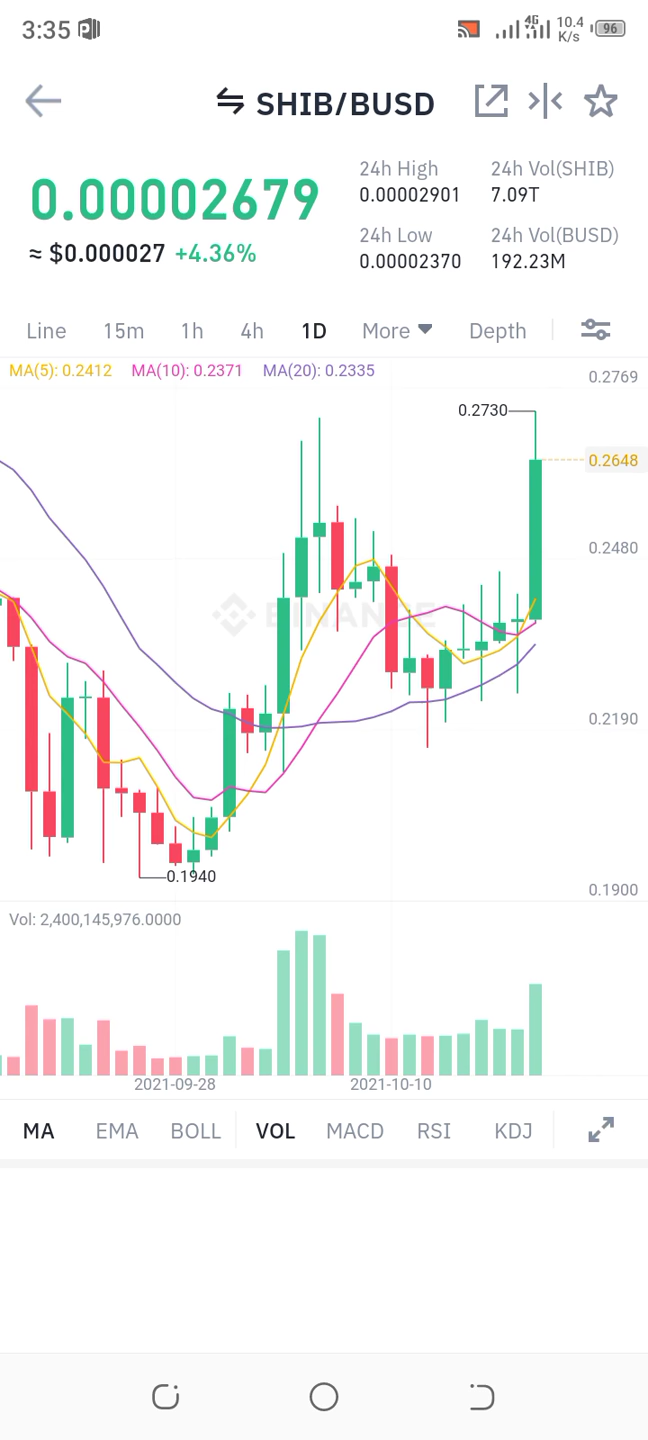 3:35 4G 10.4 K/s 96
SHIB/BUSD
0.00002679
≈ $0.000027 +4.36%
24h High 24h Vol(SHIB)
0.00002901 7.09T
24h Low 24h Vol(BUSD)
0.00002370 192.23M
Line 15m 1h 4h 1D More Depth
MA(5): 0.2412 MA(10): 0.2371 MA(20): 0.2335
0.2769
0.2730
0.2648
0.2480
BINANCE
0.2190
0.1940
0.1900
Vol: 2,400,145,976.0000
2021-09-28 2021-10-10
MA EMA BOLL VOL MACD RSI KDJ